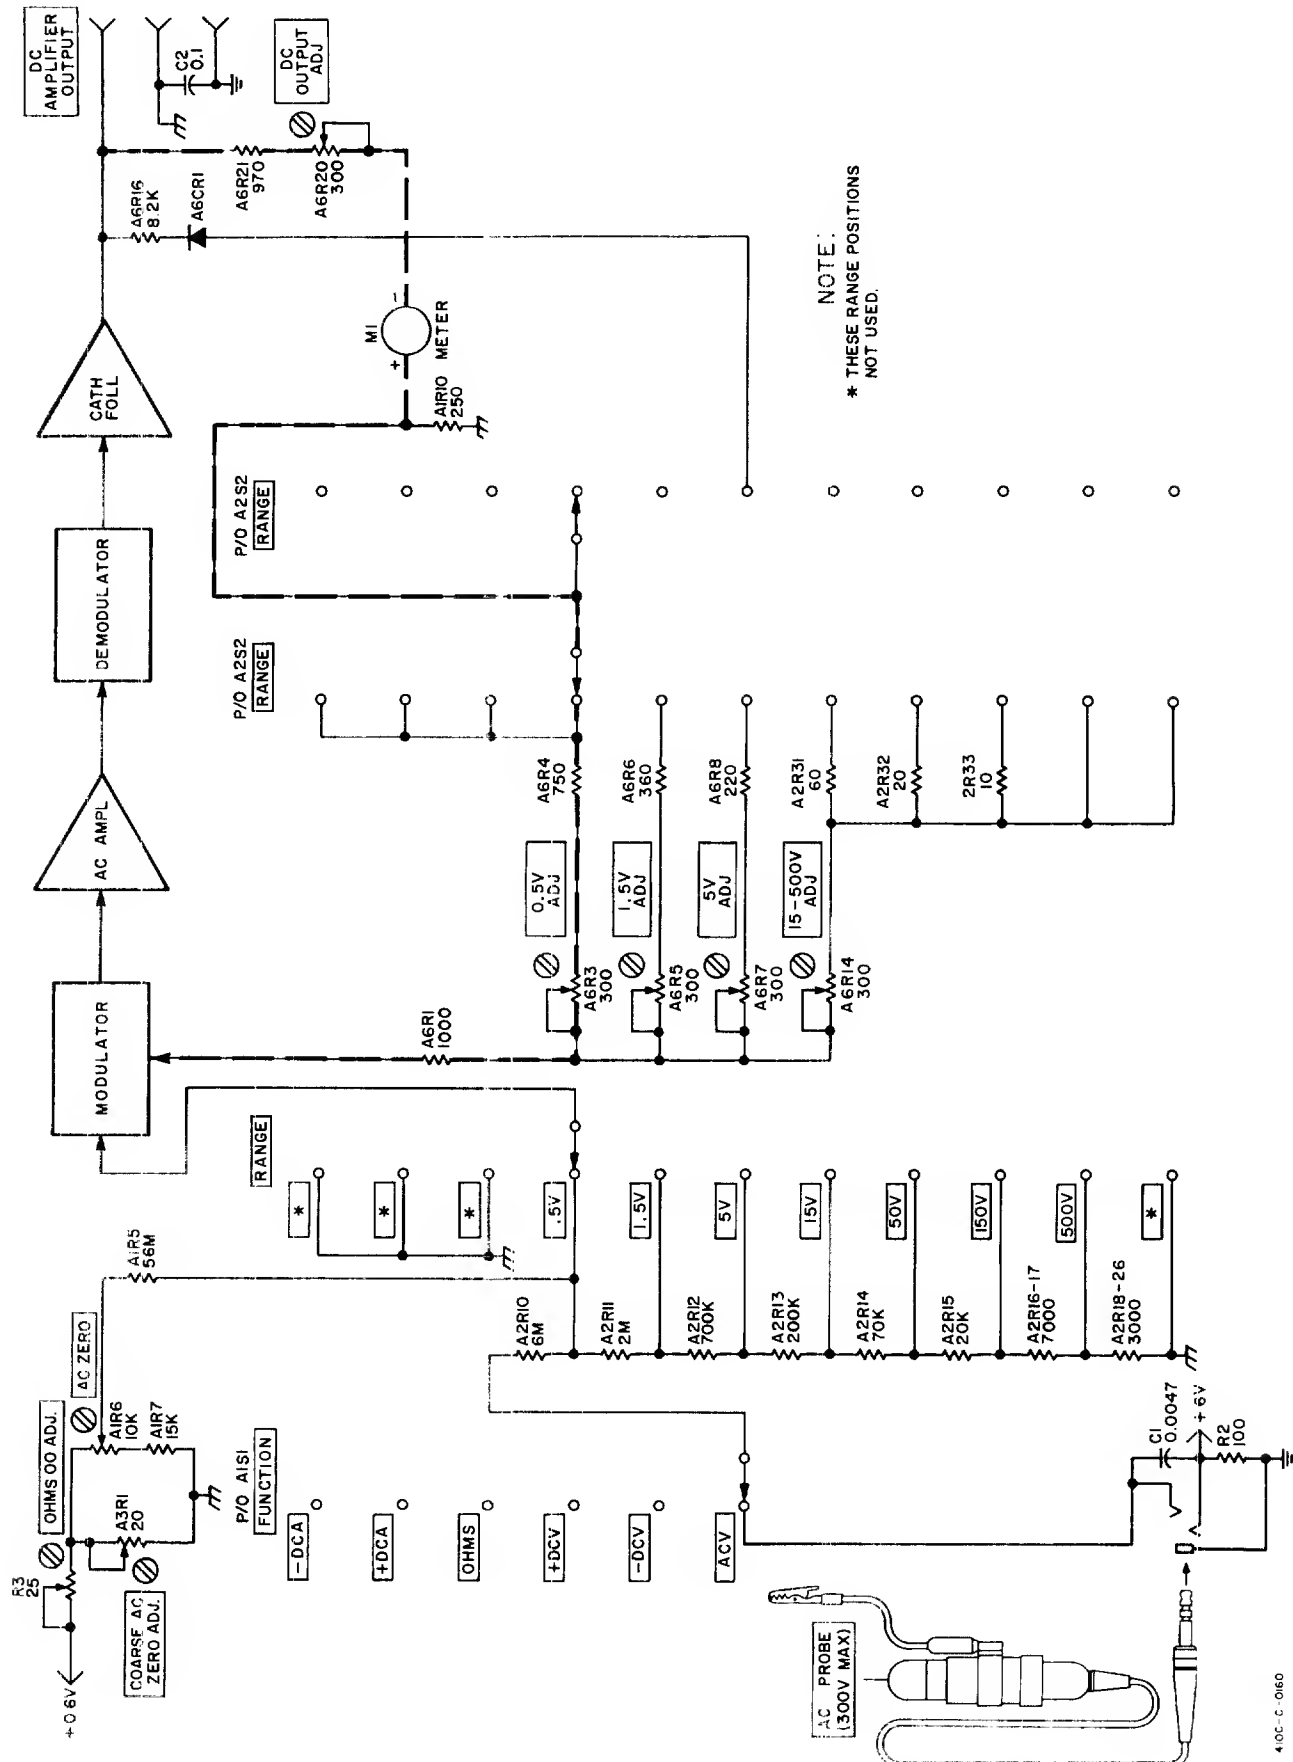 DC
AMPLIFIER
OUTPUT
C2
0.1
DC
OUTPUT
ADJ
A6R16
8.2K
A6CR1
A6R21
970
A6R20
300
CATH
FOLL
DEMODULATOR
AC AMPL
MODULATOR
M1
METER
+
-
A1R10
250
P/O A2S2
RANGE
P/O A2S2
RANGE
NOTE:
* THESE RANGE POSITIONS
NOT USED.
A6R4
750
A6R6
360
A6R8
220
A2R31
60
A2R32
20
2R33
10
0.5V
ADJ
1.5V
ADJ
5V
ADJ
15-500V
ADJ
A6R3
300
A6R5
300
A6R7
300
A6R14
300
A6R1
1000
RANGE
*
*
*
.5V
1.5V
5V
15V
50V
150V
500V
*
A1R5
56M
A2R10
6M
A2R11
2M
A2R12
700K
A2R13
200K
A2R14
70K
A2R15
20K
A2R16-17
7000
A2R18-26
3000
AC ZERO
A1R6
10K
A1R7
15K
OHMS OO ADJ.
A3R1
20
R3
25
COARSE AC
ZERO ADJ.
+0 6V
P/O A1S1
FUNCTION
-DCA
+DCA
OHMS
+DCV
-DCV
ACV
C1
0.0047
+ 6V
R2
100
AC PROBE
(300V MAX)
410C-C-0160